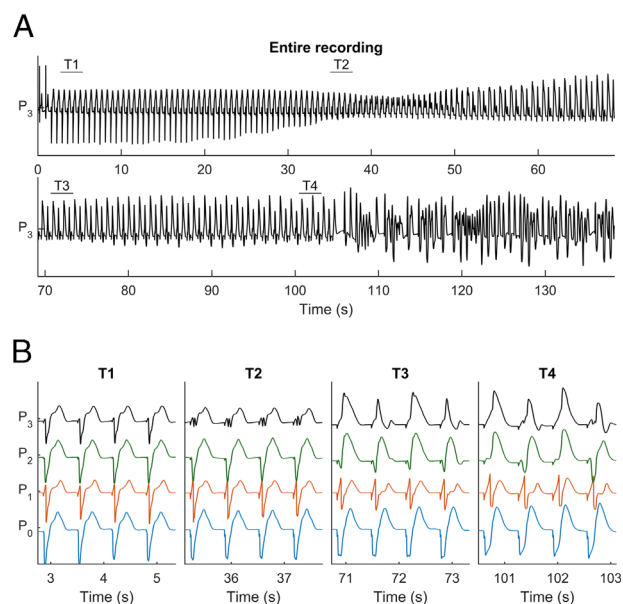 A
Entire recording
T1 T2
P3
0 10 20 30 40 50 60
T3 T4
P3
70 80 90 100 110 120 130
Time (s)
B
T1 T2 T3 T4
P3
P2
P1
P0
3 4 5 36 37 71 72 73 101 102 103
Time (s) Time (s) Time (s) Time (s)